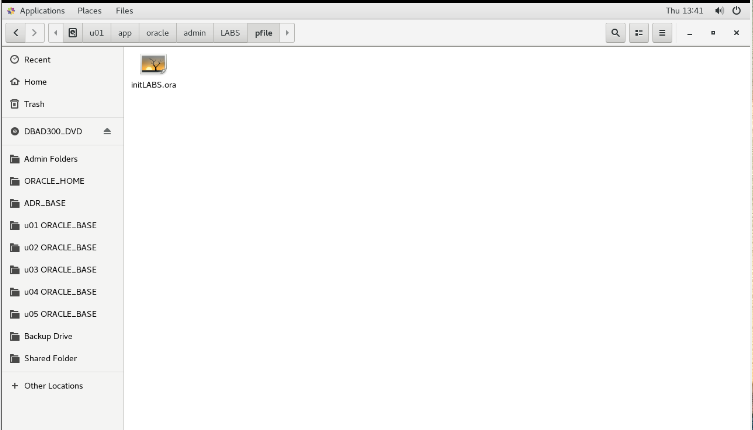 Applications Places Files Thu 13:41
u01 app oracle admin LABS pfile
Recent
Home
Trash
DBAD300_DVD
Admin Folders
ORACLE_HOME
ADR_BASE
u01 ORACLE_BASE
u02 ORACLE_BASE
u03 ORACLE_BASE
u04 ORACLE_BASE
u05 ORACLE_BASE
Backup Drive
Shared Folder
Other Locations
initLABS.ora